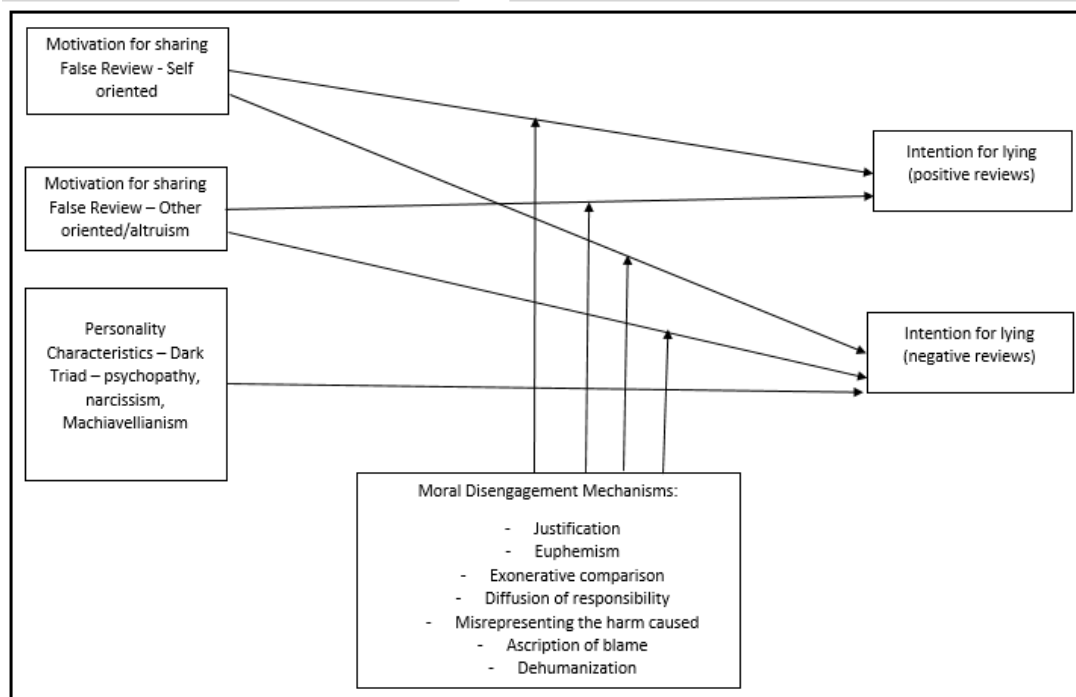 Motivation for sharing
False Review - Self
oriented
Motivation for sharing
False Review – Other
oriented/altruism
Personality
Characteristics – Dark
Triad – psychopathy,
narcissism,
Machiavellianism
Intention for lying
(positive reviews)
Intention for lying
(negative reviews)
Moral Disengagement Mechanisms:
- Justification
- Euphemism
- Exonerative comparison
- Diffusion of responsibility
- Misrepresenting the harm caused
- Ascription of blame
- Dehumanization